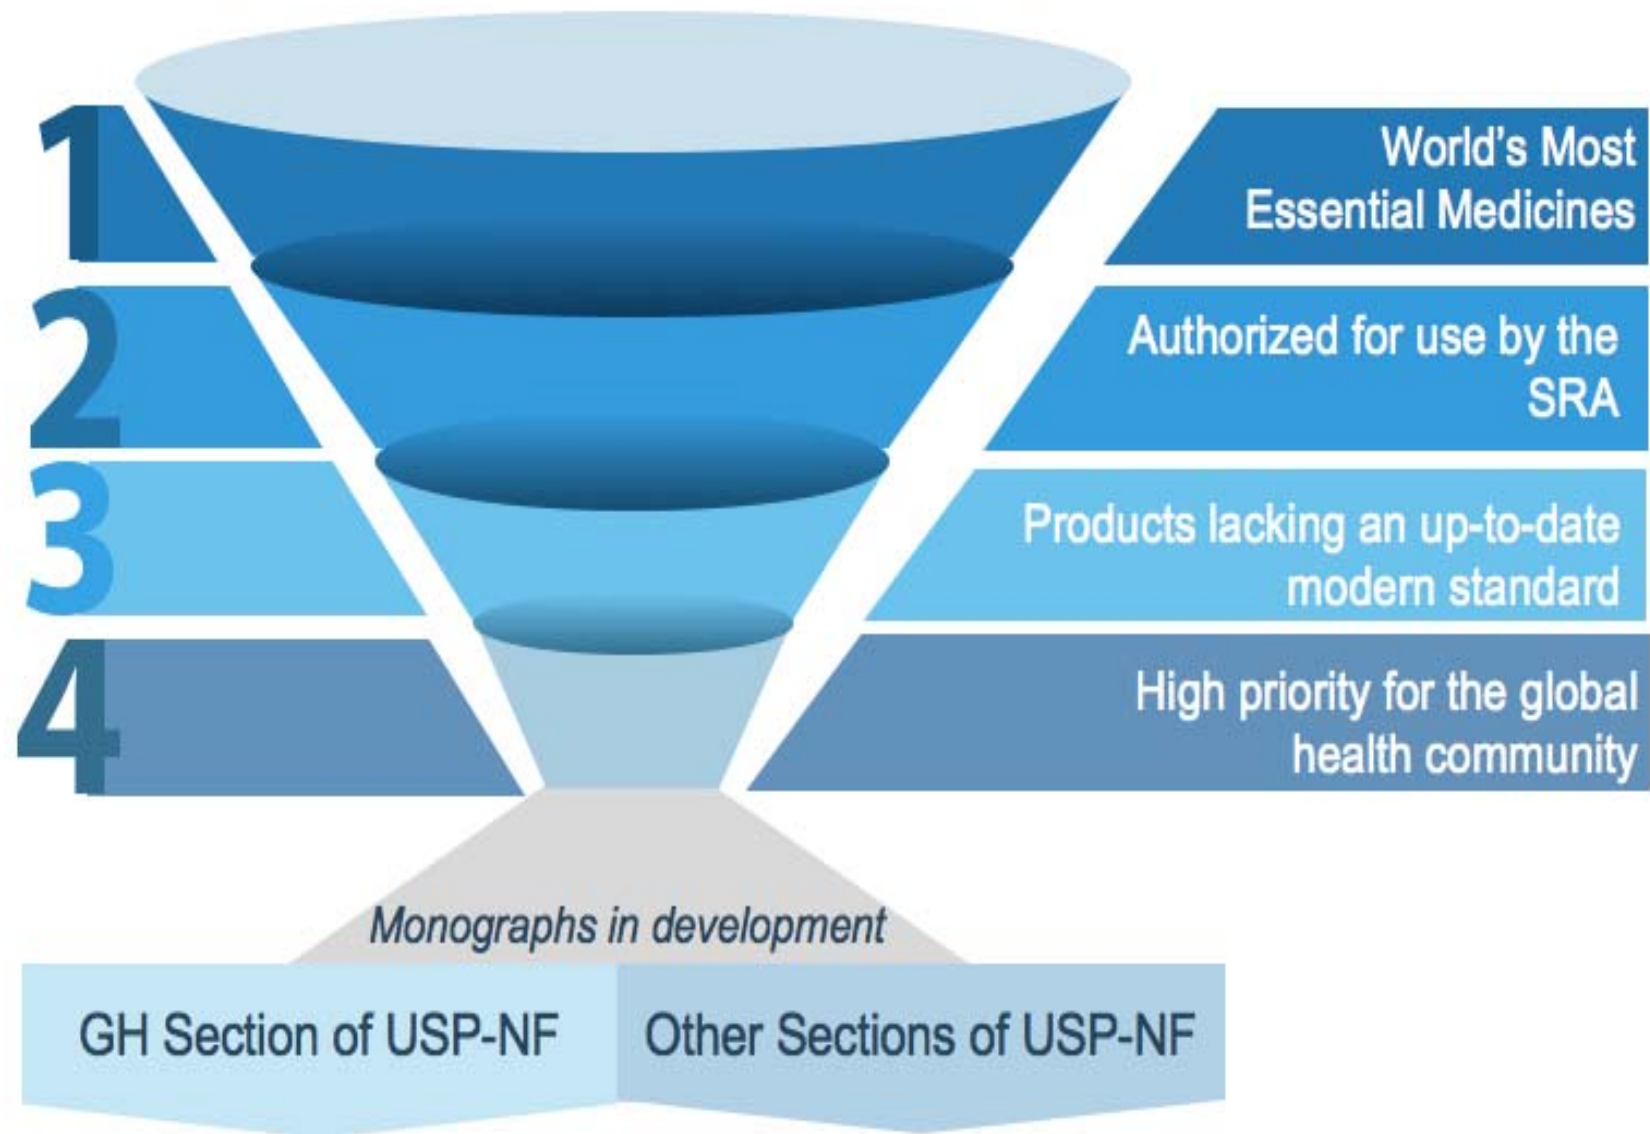 1
World's Most
Essential Medicines
2
Authorized for use by the
SRA
3
Products lacking an up-to-date
modern standard
4
High priority for the global
health community
Monographs in development
GH Section of USP-NF
Other Sections of USP-NF